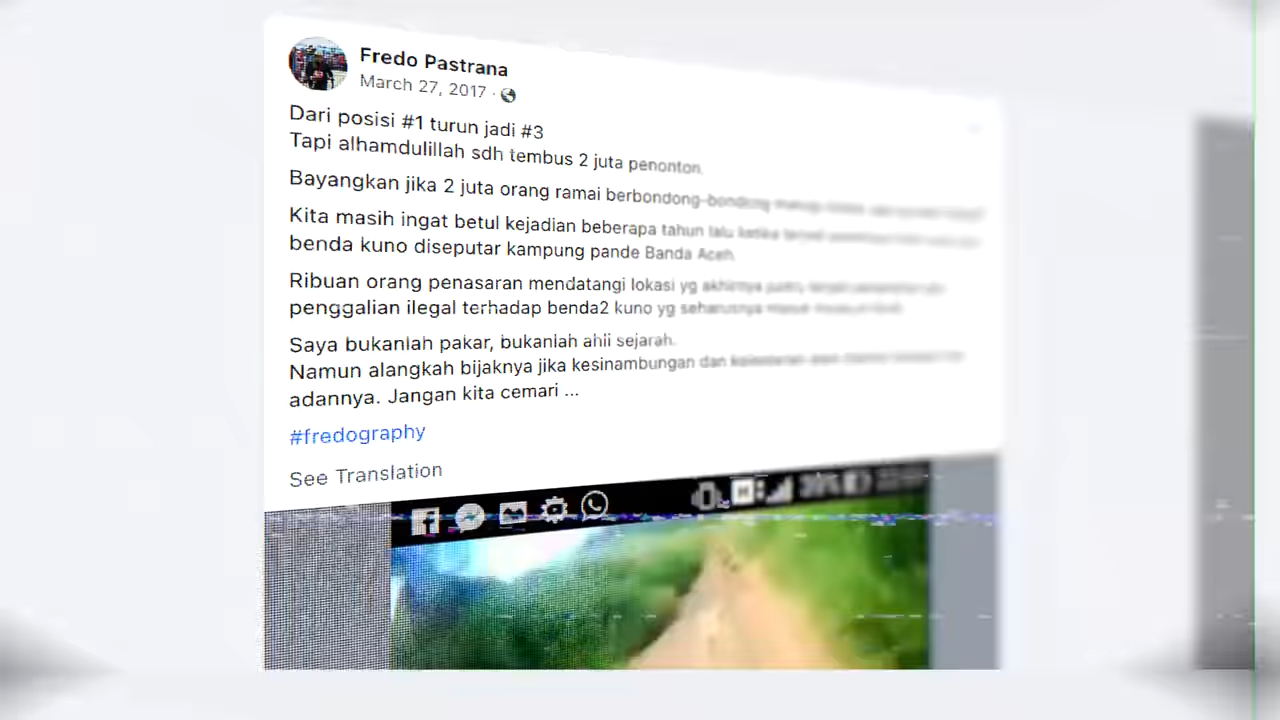 Fredo Pastrana
March 27, 2017 ·
Dari posisi #1 turun jadi #3
Tapi alhamdulillah sdh tembus 2 juta penonton.
Bayangkan jika 2 juta orang ramai berbondong-bondong
Kita masih ingat betul kejadian beberapa tahun lalu ketika
benda kuno diseputar kampung pande Banda Aceh.
Ribuan orang penasaran mendatangi lokasi yg akhirnya
penggalian ilegal terhadap benda2 kuno yg seharusnya
Saya bukanlah pakar, bukanlah ahli sejarah.
Namun alangkah bijaknya jika kesinambungan dan
adannya. Jangan kita cemari ...
#fredography
See Translation